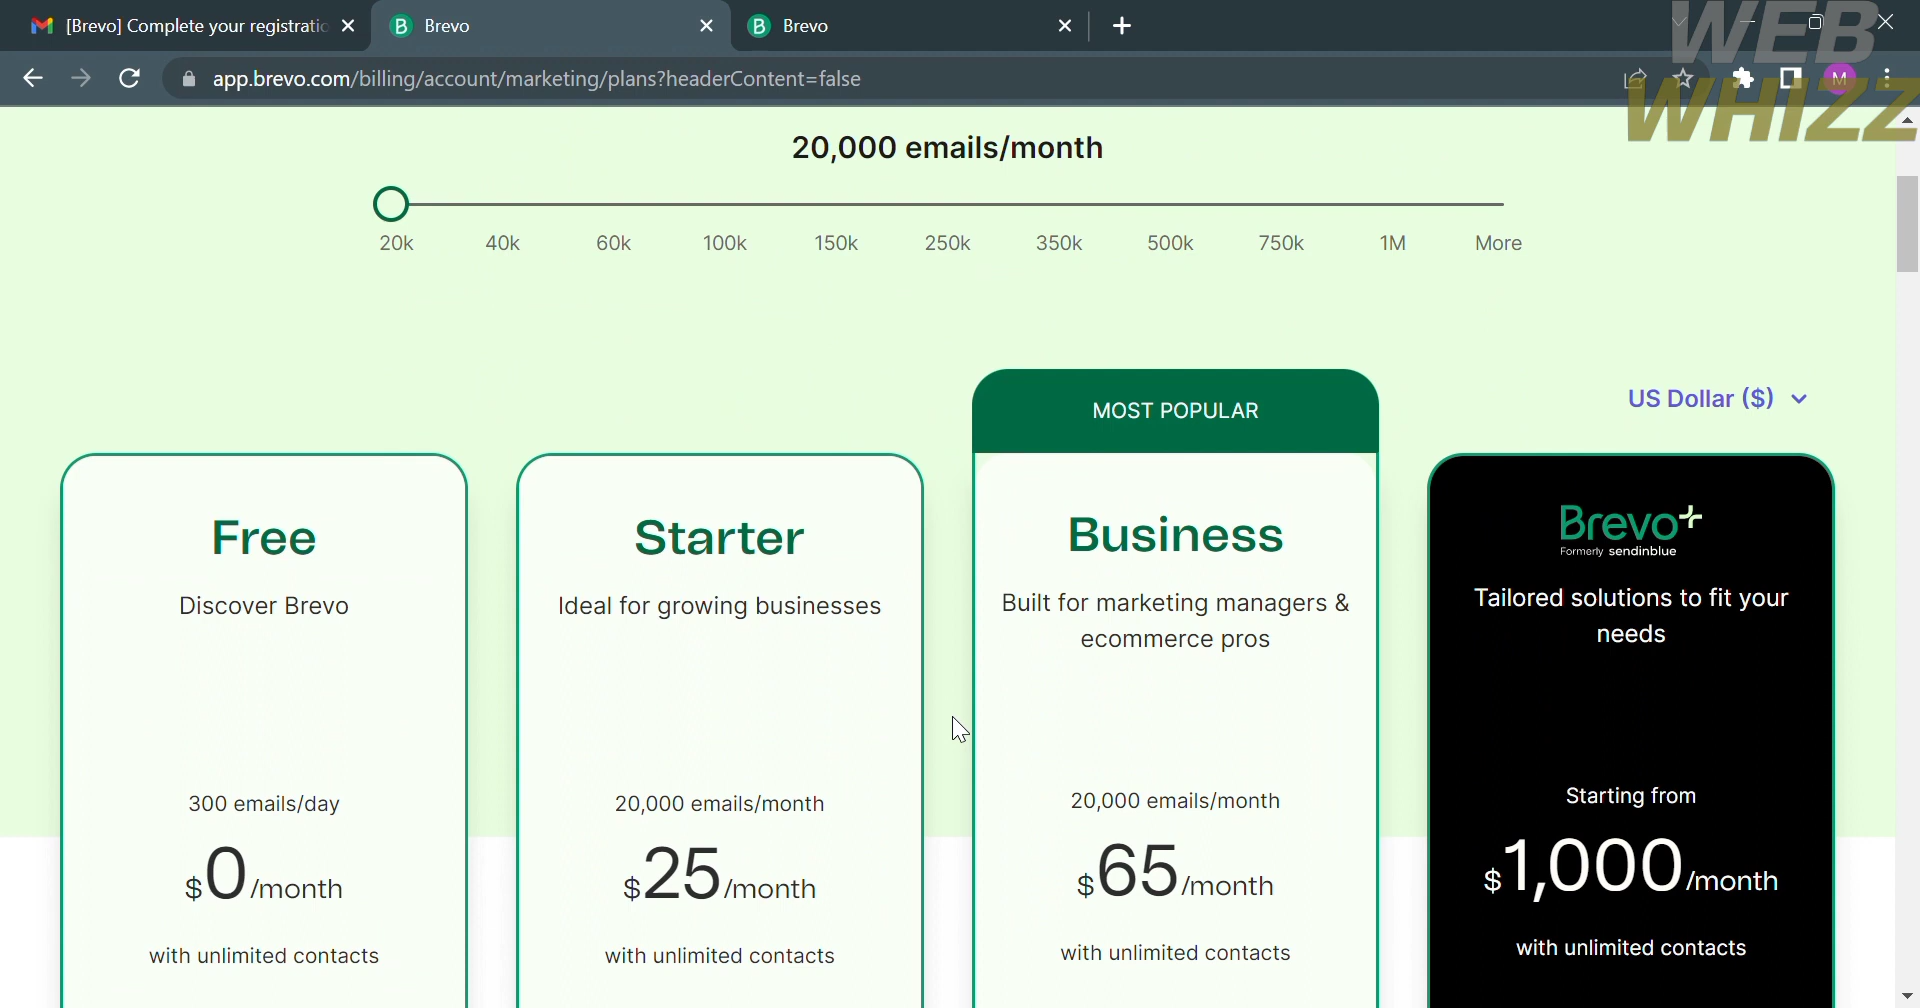 [Brevo] Complete your registratio
Brevo
Brevo
WEB
WHIZZ
app.brevo.com/billing/account/marketing/plans?headerContent=false
M
20,000 emails/month
20k 40k 60k 100k 150k 250k 350k 500k 750k 1M More
US Dollar ($)
MOST POPULAR
Free
Discover Brevo
300 emails/day
$0/month
with unlimited contacts
Starter
Ideal for growing businesses
20,000 emails/month
$25/month
with unlimited contacts
Business
Built for marketing managers &
ecommerce pros
20,000 emails/month
$65/month
with unlimited contacts
Brevo+
Formerly sendinblue
Tailored solutions to fit your
needs
Starting from
$1,000/month
with unlimited contacts